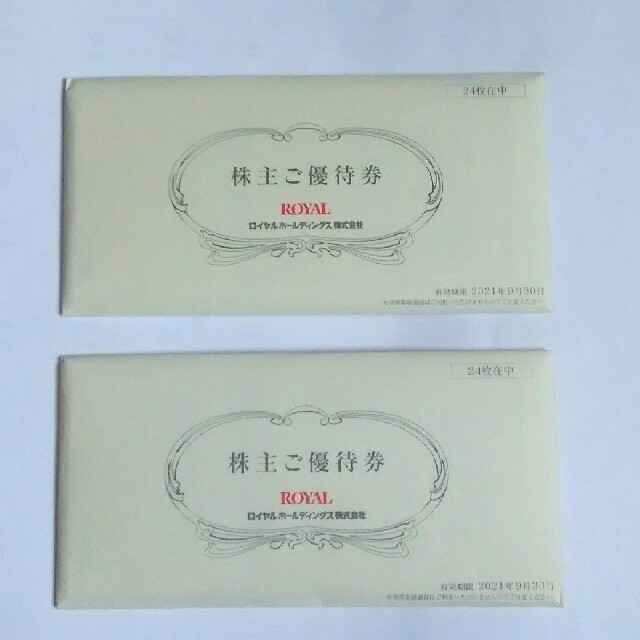 24枚在中
株主ご優待券
ROYAL
ロイヤルホールディングス株式会社
有効期限 2021年9月30日
24枚在中
株主ご優待券
ROYAL
ロイヤルホールディングス株式会社
有効期限 2021年9月30日